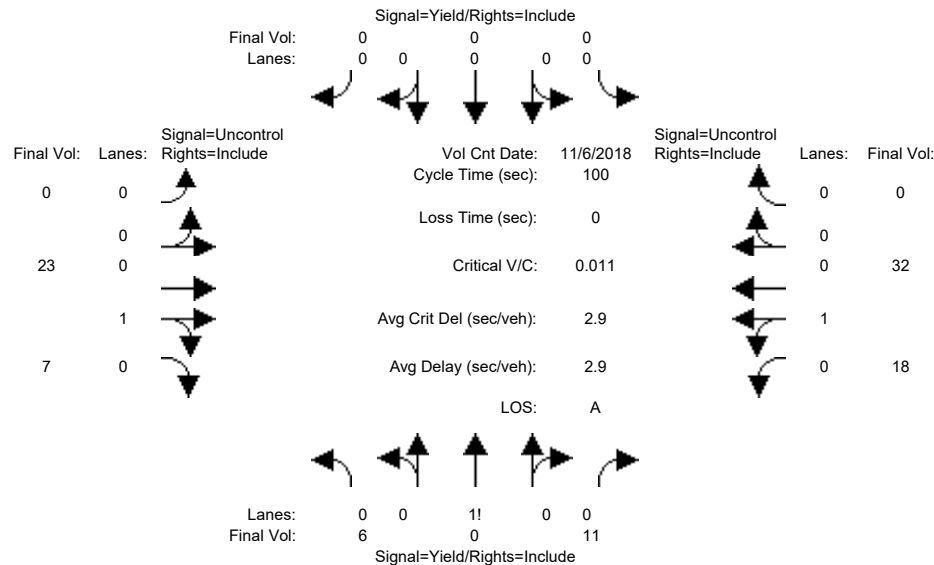 Signal=Yield/Rights=Include
Final Vol: 0 0 0
Lanes: 0 0 0 0 0
Signal=Uncontrol Signal=Uncontrol
Final Vol: Lanes: Rights=Include Vol Cnt Date: 11/6/2018 Rights=Include Lanes: Final Vol:
Cycle Time (sec): 100
0 0 0 0
Loss Time (sec): 0
0 0
23 0 Critical V/C: 0.011 0 32
1 Avg Crit Del (sec/veh): 2.9 1
7 0 Avg Delay (sec/veh): 2.9 0 18
LOS: A
Lanes: 0 0 1! 0 0
Final Vol: 6 0 11
Signal=Yield/Rights=Include